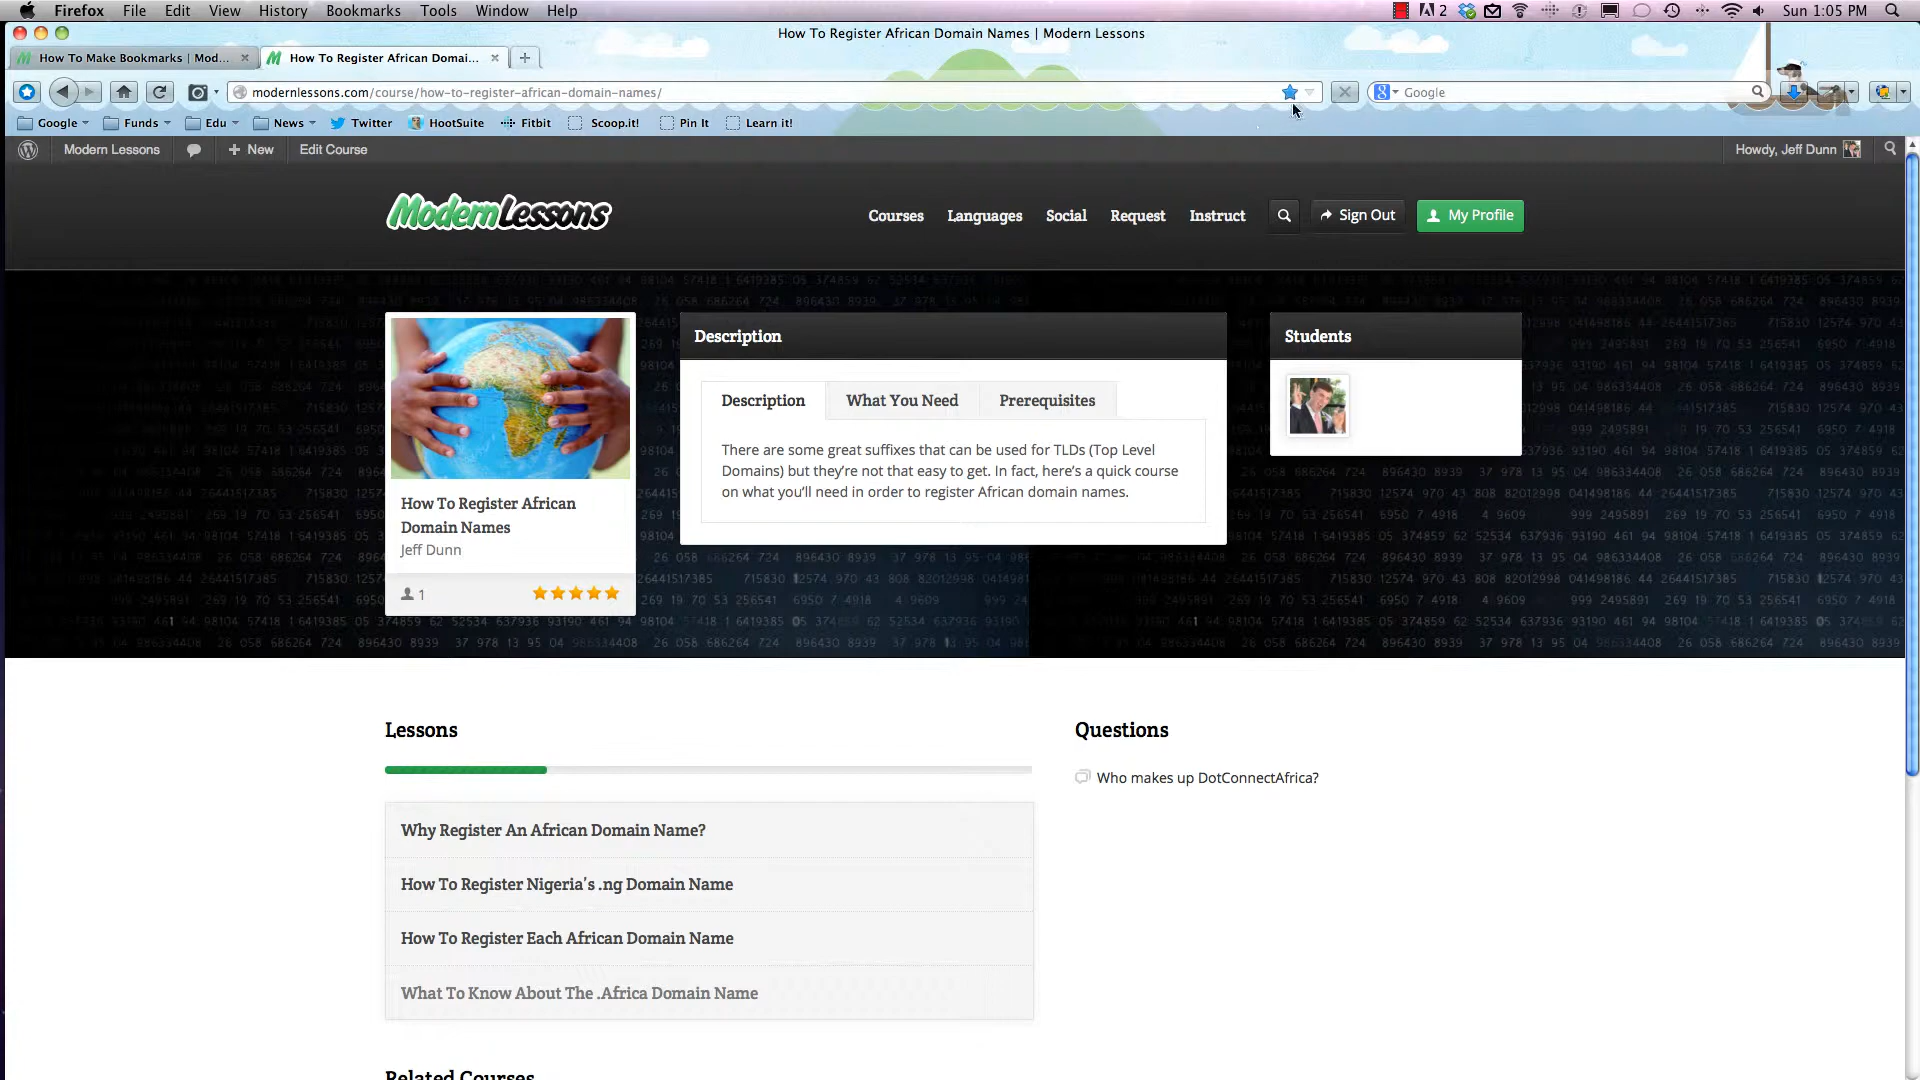 Firefox File Edit View History Bookmarks Tools Window Help 2 Sun 1:05 PM
How To Register African Domain Names | Modern Lessons
How To Make Bookmarks | Mod... How To Register African Domai...
modernlessons.com/course/how-to-register-african-domain-names/ Google
Google Funds Edu News Twitter HootSuite Fitbit Scoop.it! Pin It Learn it!
Modern Lessons New Edit Course Howdy, Jeff Dunn
ModernLessons
Courses Languages Social Request Instruct Sign Out My Profile
Description
Description What You Need Prerequisites
There are some great suffixes that can be used for TLDs (Top Level
Domains) but they're not that easy to get. In fact, here's a quick course
on what you'll need in order to register African domain names.
Students
How To Register African
Domain Names
Jeff Dunn
1
Lessons
Why Register An African Domain Name?
How To Register Nigeria's .ng Domain Name
How To Register Each African Domain Name
What To Know About The .Africa Domain Name
Questions
Who makes up DotConnectAfrica?
Related Courses